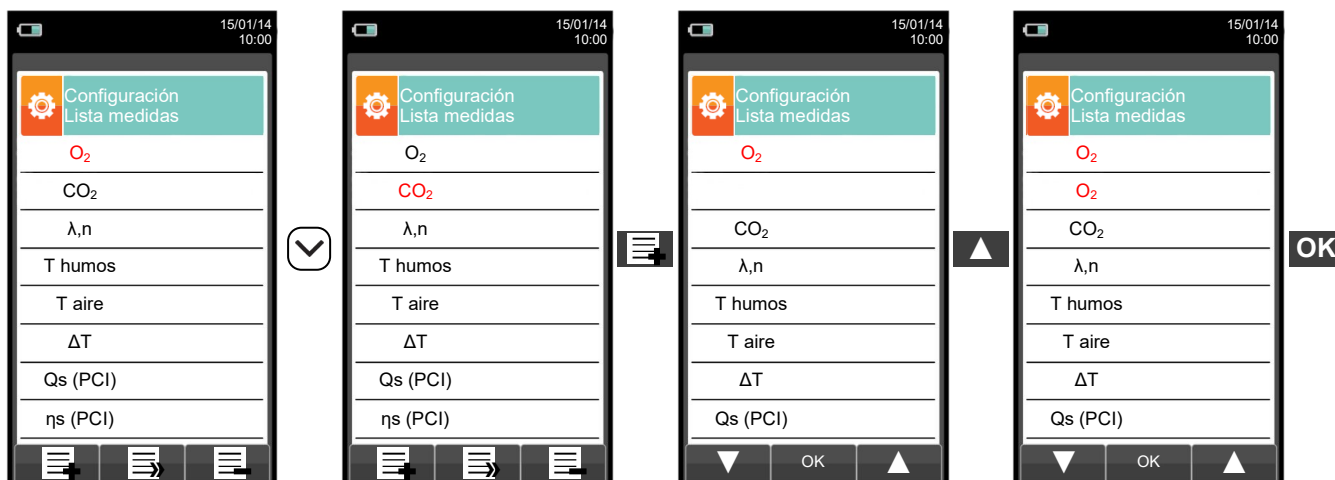 15/01/14
10:00
Configuración
Lista medidas
O₂
CO₂
λ,n
T humos
T aire
ΔT
Qs (PCI)
ηs (PCI)
15/01/14
10:00
Configuración
Lista medidas
O₂
CO₂
λ,n
T humos
T aire
ΔT
Qs (PCI)
ηs (PCI)
15/01/14
10:00
Configuración
Lista medidas
O₂
CO₂
λ,n
T humos
T aire
ΔT
Qs (PCI)
OK
15/01/14
10:00
Configuración
Lista medidas
O₂
O₂
CO₂
λ,n
T humos
T aire
ΔT
Qs (PCI)
OK
OK